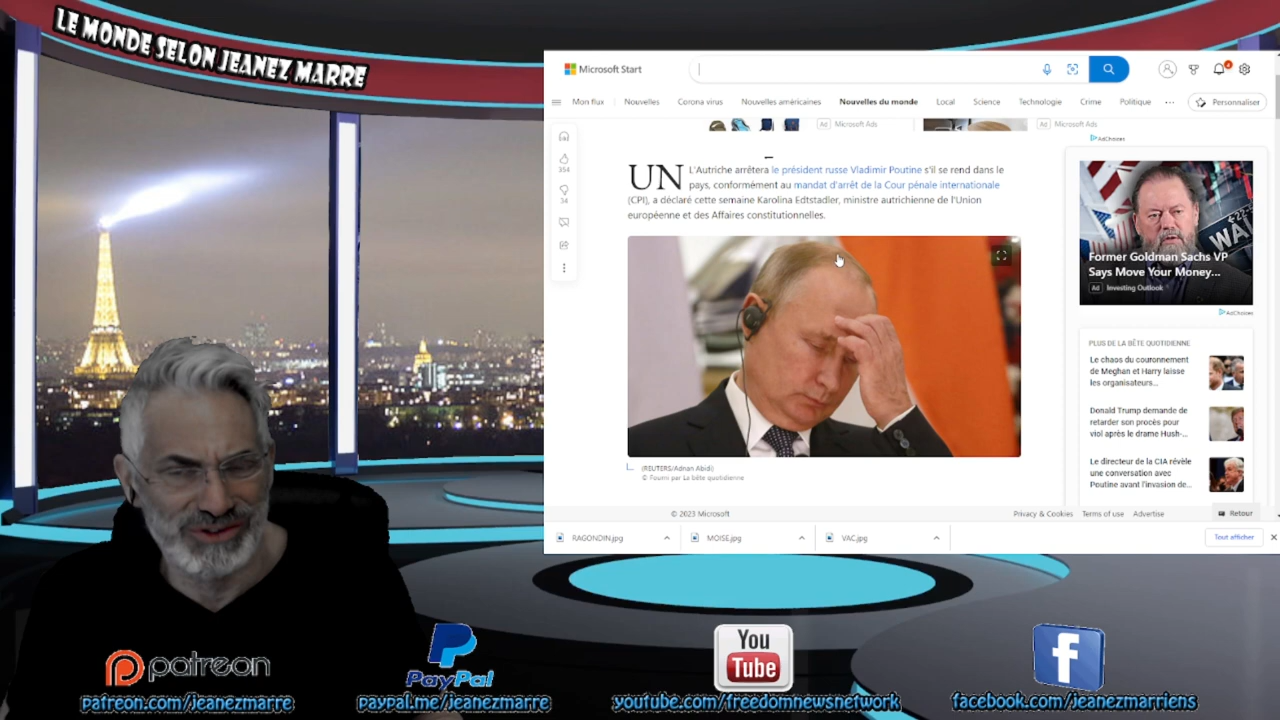 LE MONDE SELON JEANEZ MARRE
Microsoft Start
4
Mon flux
Nouvelles
Corona virus
Nouvelles américaines
Nouvelles du monde
Local
Science
Technologie
Crime
Politique
...
Personnaliser
Ad Microsoft Ads
Ad Microsoft Ads
AdChoices
354
34
UN L'Autriche arrêtera le président russe Vladimir Poutine s'il se rend dans le
pays, conformément au mandat d'arrêt de la Cour pénale internationale
(CPI), a déclaré cette semaine Karolina Edtstadler, ministre autrichienne de l'Union
européenne et des Affaires constitutionnelles.
(REUTERS/Adnan Abidi)
© Fourni par La bête quotidienne
WA
Former Goldman Sachs VP
Says Move Your Money...
Ad Investing Outlook
AdChoices
PLUS DE LA BÊTE QUOTIDIENNE
Le chaos du couronnement
de Meghan et Harry laisse
les organisateurs...
Donald Trump demande de
retarder son procès pour
viol après le drame Hush-...
Le directeur de la CIA révèle
une conversation avec
Poutine avant l'invasion de...
© 2023 Microsoft
Privacy & Cookies
Terms of use
Advertise
Retour
RAGONDIN.jpg
MOISE.jpg
VAC.jpg
Tout afficher
patreon
PayPal
You
Tube
f
patreon.com/jeanezmarre
paypal.me/jeanezmarre
youtube.com/freedomnewsnetwork
facebook.com/jeanezmarriens